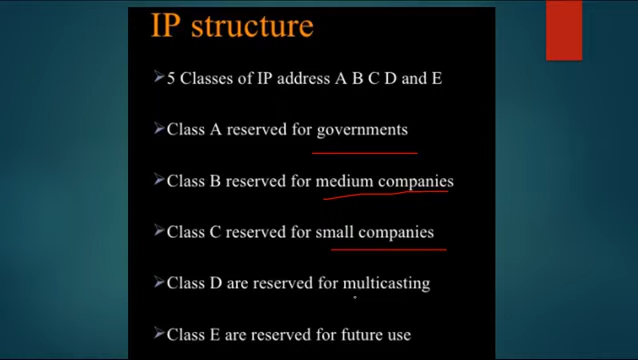 IP structure
➢5 Classes of IP address A B C D and E
➢Class A reserved for governments
➢Class B reserved for medium companies
➢Class C reserved for small companies
➢Class D are reserved for multicasting
➢Class E are reserved for future use